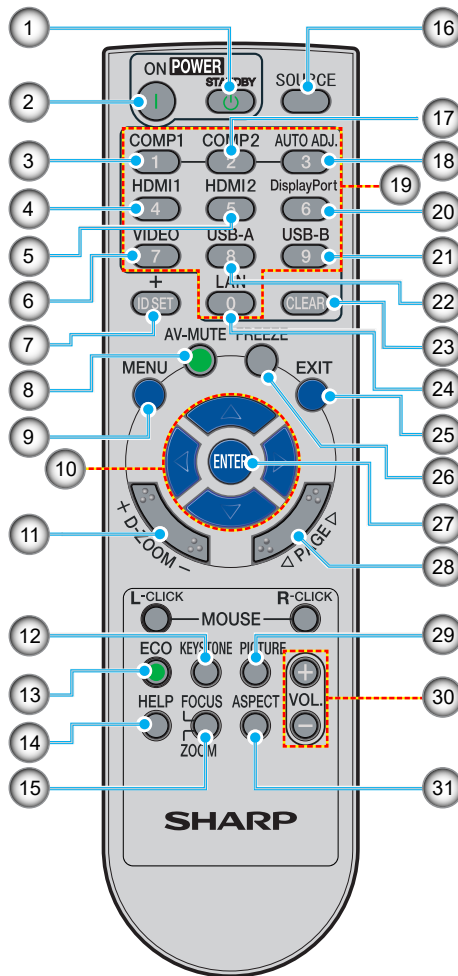 1
16
ON POWER
STANDBY
SOURCE
2
17
COMP1 COMP2 AUTO ADJ.
3
1 2 3
18
19
HDMI1 HDMI2 DisplayPort
4
4 5 6
20
5
VIDEO USB-A USB-B
6
7 8 9
21
22
+
LAN
7
ID SET
0
CLEAR
23
8
AV-MUTE FREEZE
24
MENU
EXIT
9
25
10
ENTER
26
27
11
+ D-ZOOM −
◁ PAGE ▷
28
L-CLICK
R-CLICK
MOUSE
12
ECO KEYSTONE PICTURE
29
13
+
VOL.
−
30
14
HELP FOCUS ASPECT
ZOOM
15
31
SHARP